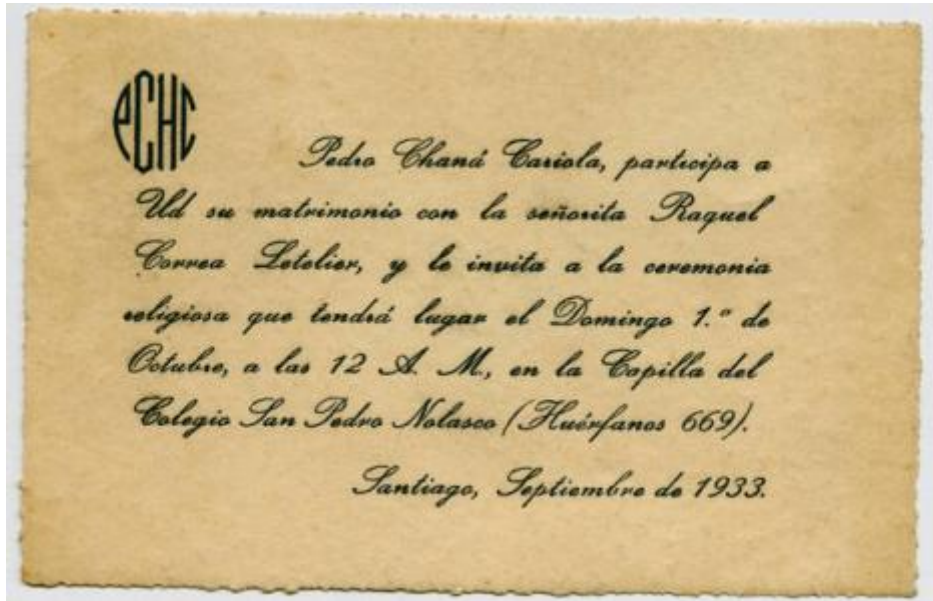 PCHC
Pedro Chaná Cariola, participa a
Ud su matrimonio con la señorita Raquel
Correa Letelier, y le invita a la ceremonia
religiosa que tendrá lugar el Domingo 1.º de
Octubre, a las 12 A. M., en la Capilla del
Colegio San Pedro Nolasco (Huérfanos 669).
Santiago, Septiembre de 1933.